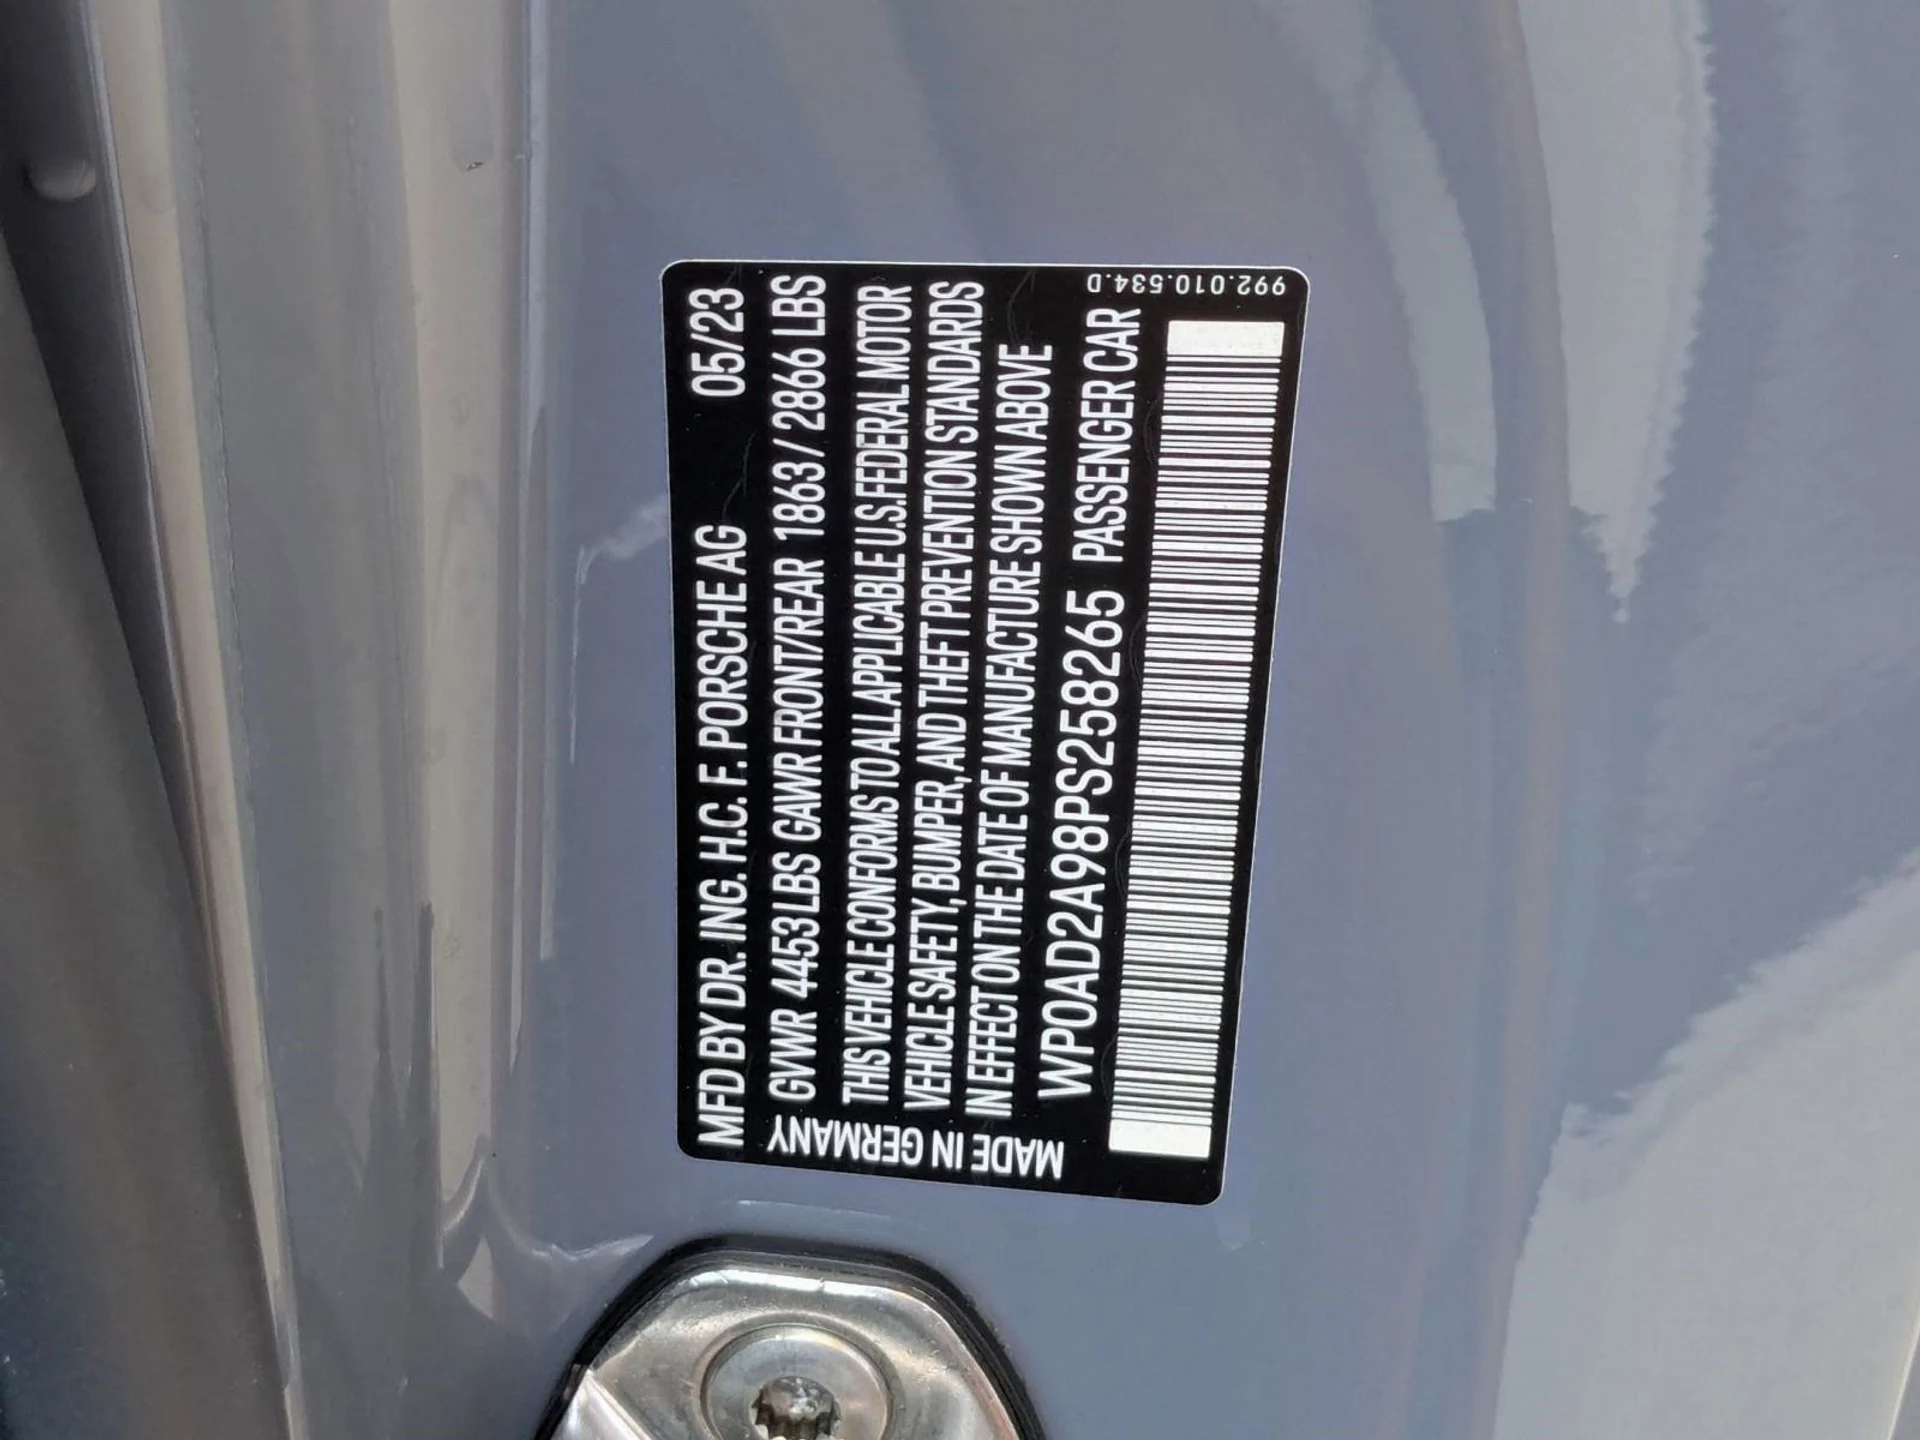 MFD BY DR. ING. H.C. F. PORSCHE AG 05/23
GVWR 4453 LBS GAWR FRONT/REAR 1863 / 2866 LBS
THIS VEHICLE CONFORMS TO ALL APPLICABLE U.S. FEDERAL MOTOR
VEHICLE SAFETY, BUMPER, AND THEFT PREVENTION STANDARDS
IN EFFECT ON THE DATE OF MANUFACTURE SHOWN ABOVE
WP0AD2A98PS258265 PASSENGER CAR
MADE IN GERMANY
992.010.534.D